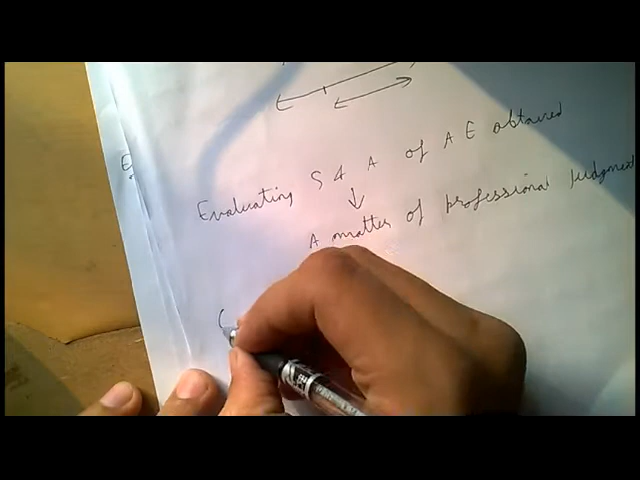 Evaluating S & A of A E obtained
A matter of professional judgment